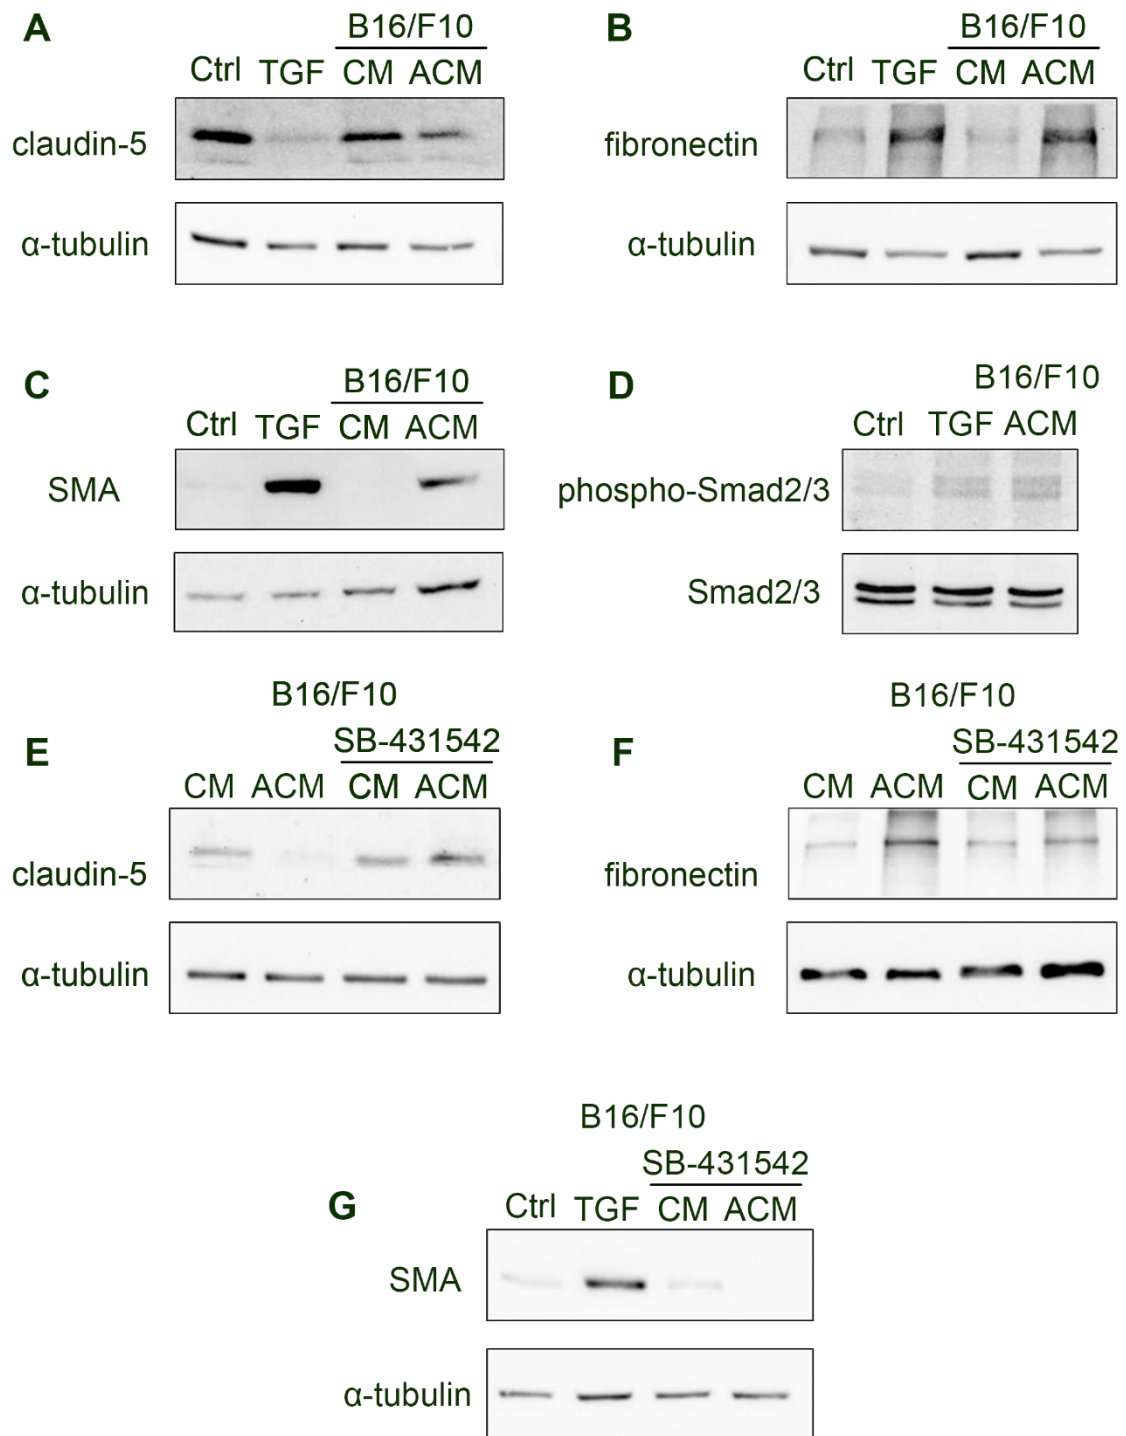 A
B16/F10
Ctrl TGF CM ACM
claudin-5
α-tubulin
B
B16/F10
Ctrl TGF CM ACM
fibronectin
α-tubulin
C
B16/F10
Ctrl TGF CM ACM
SMA
α-tubulin
D
B16/F10
Ctrl TGF ACM
phospho-Smad2/3
Smad2/3
B16/F10
E
SB-431542
CM ACM CM ACM
claudin-5
α-tubulin
B16/F10
F
SB-431542
CM ACM CM ACM
fibronectin
α-tubulin
B16/F10
SB-431542
G
Ctrl TGF CM ACM
SMA
α-tubulin